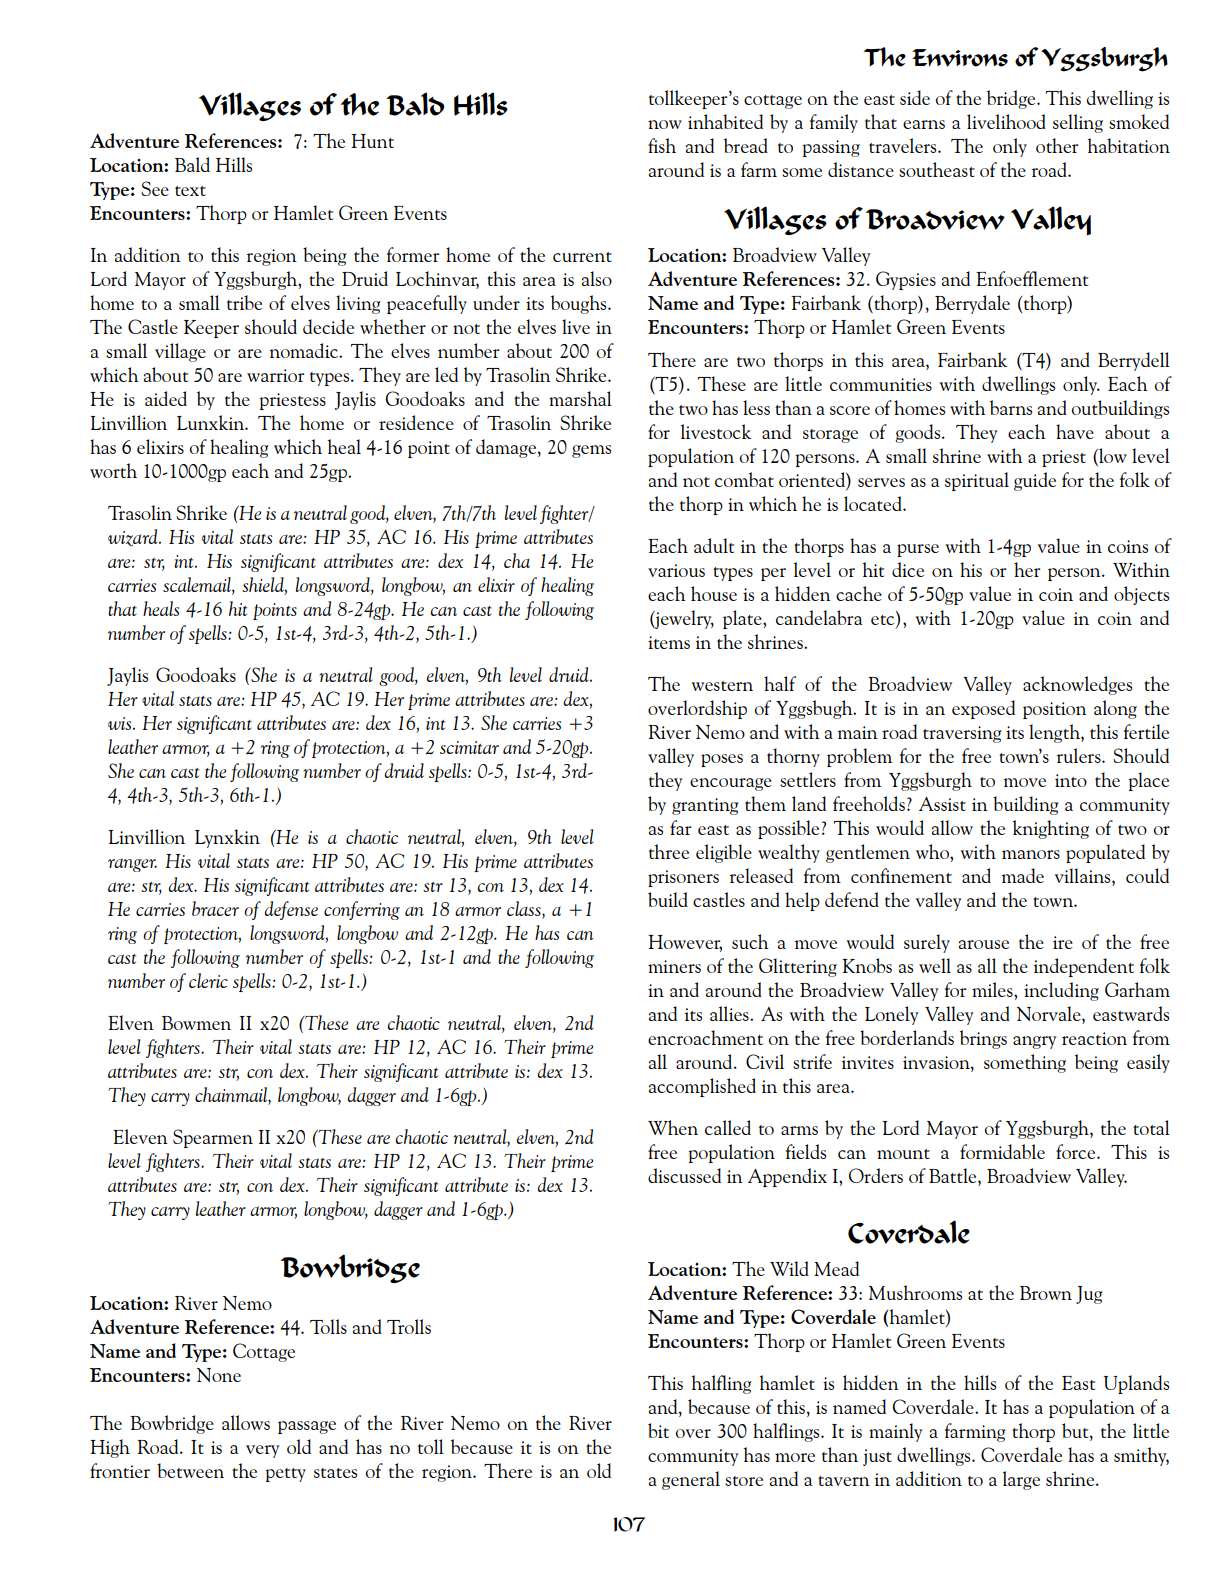 The Environs of Yggsburgh
Villages of the Bald Hills
Adventure References:  7: The Hunt
Location: Bald Hills
Type: See text
Encounters: Thorp or Hamlet Green Events
In addition to this region being the former home of the current
Lord Mayor of Yggsburgh, the Druid Lochinvar, this area is also
home to a small tribe of elves living peacefully under its boughs.
The Castle Keeper should decide whether or not the elves live in
a small village or are nomadic. The elves number about 200 of
which about 50 are warrior types. They are led by Trasolin Shrike.
He is aided by the priestess Jaylis Goodoaks and the marshal
Linvillion Lunxkin. The home or residence of Trasolin Shrike
has 6 elixirs of healing which heal 4-16 point of damage, 20 gems
worth 10-1000gp each and 25gp.
Trasolin Shrike (He is a neutral good, elven, 7th/7th level fighter/
wizard. His vital stats are: HP 35, AC 16. His prime attributes
are: str, int. His significant attributes are: dex 14, cha 14. He
carries scalemail, shield, longsword, longbow, an elixir of healing
that heals 4-16 hit points and 8-24gp. He can cast the following
number of spells: 0-5, 1st-4, 3rd-3, 4th-2, 5th-1.)
Jaylis Goodoaks (She is a neutral good, elven, 9th level druid.
Her vital stats are: HP 45, AC 19. Her prime attributes are: dex,
wis. Her significant attributes are: dex 16, int 13. She carries +3
leather armor, a +2 ring of protection, a +2 scimitar and 5-20gp.
She can cast the following number of druid spells: 0-5, 1st-4, 3rd-
4, 4th-3, 5th-3, 6th-1.)
Linvillion Lynxkin (He is a chaotic neutral, elven, 9th level
ranger. His vital stats are: HP 50, AC 19. His prime attributes
are: str, dex. His significant attributes are: str 13, con 13, dex 14.
He carries bracer of defense conferring an 18 armor class, a +1
ring of protection, longsword, longbow and 2-12gp. He has can
cast the following number of spells: 0-2, 1st-1 and the following
number of cleric spells: 0-2, 1st-1.)
Elven Bowmen II x20 (These are chaotic neutral, elven, 2nd
level fighters. Their vital stats are: HP 12, AC 16. Their prime
attributes are: str, con dex. Their significant attribute is: dex 13.
They carry chainmail, longbow, dagger and 1-6gp.)
Eleven Spearmen II x20 (These are chaotic neutral, elven, 2nd
level fighters. Their vital stats are: HP 12, AC 13. Their prime
attributes are: str, con dex. Their significant attribute is: dex 13.
They carry leather armor, longbow, dagger and 1-6gp.)
Bowbridge
Location: River Nemo
Adventure Reference: 44. Tolls and Trolls
Name and Type: Cottage
Encounters: None
The Bowbridge allows passage of the River Nemo on the River
High Road. It is a very old and has no toll because it is on the
frontier between the petty states of the region. There is an old
tollkeeper's cottage on the east side of the bridge. This dwelling is
now inhabited by a family that earns a livelihood selling smoked
fish and bread to passing travelers. The only other habitation
around is a farm some distance southeast of the road.
Villages of Broadview Valley
Location: Broadview Valley
Adventure References: 32. Gypsies and Enfoefflement
Name and Type: Fairbank (thorp), Berrydale (thorp)
Encounters: Thorp or Hamlet Green Events
There are two thorps in this area, Fairbank (T4) and Berrydell
(T5). These are little communities with dwellings only. Each of
the two has less than a score of homes with barns and outbuildings
for livestock and storage of goods. They each have about a
population of 120 persons. A small shrine with a priest (low level
and not combat oriented) serves as a spiritual guide for the folk of
the thorp in which he is located.
Each adult in the thorps has a purse with 1-4gp value in coins of
various types per level or hit dice on his or her person. Within
each house is a hidden cache of 5-50gp value in coin and objects
(jewelry, plate, candelabra etc), with 1-20gp value in coin and
items in the shrines.
The western half of the Broadview Valley acknowledges the
overlordship of Yggsbugh. It is in an exposed position along the
River Nemo and with a main road traversing its length, this fertile
valley poses a thorny problem for the free town's rulers. Should
they encourage settlers from Yggsburgh to move into the place
by granting them land freeholds? Assist in building a community
as far east as possible? This would allow the knighting of two or
three eligible wealthy gentlemen who, with manors populated by
prisoners released from confinement and made villains, could
build castles and help defend the valley and the town.
However, such a move would surely arouse the ire of the free
miners of the Glittering Knobs as well as all the independent folk
in and around the Broadview Valley for miles, including Garham
and its allies. As with the Lonely Valley and Norvale, eastwards
encroachment on the free borderlands brings angry reaction from
all around. Civil strife invites invasion, something being easily
accomplished in this area.
When called to arms by the Lord Mayor of Yggsburgh, the total
free population fields can mount a formidable force. This is
discussed in Appendix I, Orders of Battle, Broadview Valley.
Coverdale
Location: The Wild Mead
Adventure Reference: 33: Mushrooms at the Brown Jug
Name and Type: Coverdale (hamlet)
Encounters: Thorp or Hamlet Green Events
This halfling hamlet is hidden in the hills of the East Uplands
and, because of this, is named Coverdale. It has a population of a
bit over 300 halflings. It is mainly a farming thorp but, the little
community has more than just dwellings. Coverdale has a smithy,
a general store and a tavern in addition to a large shrine.
107